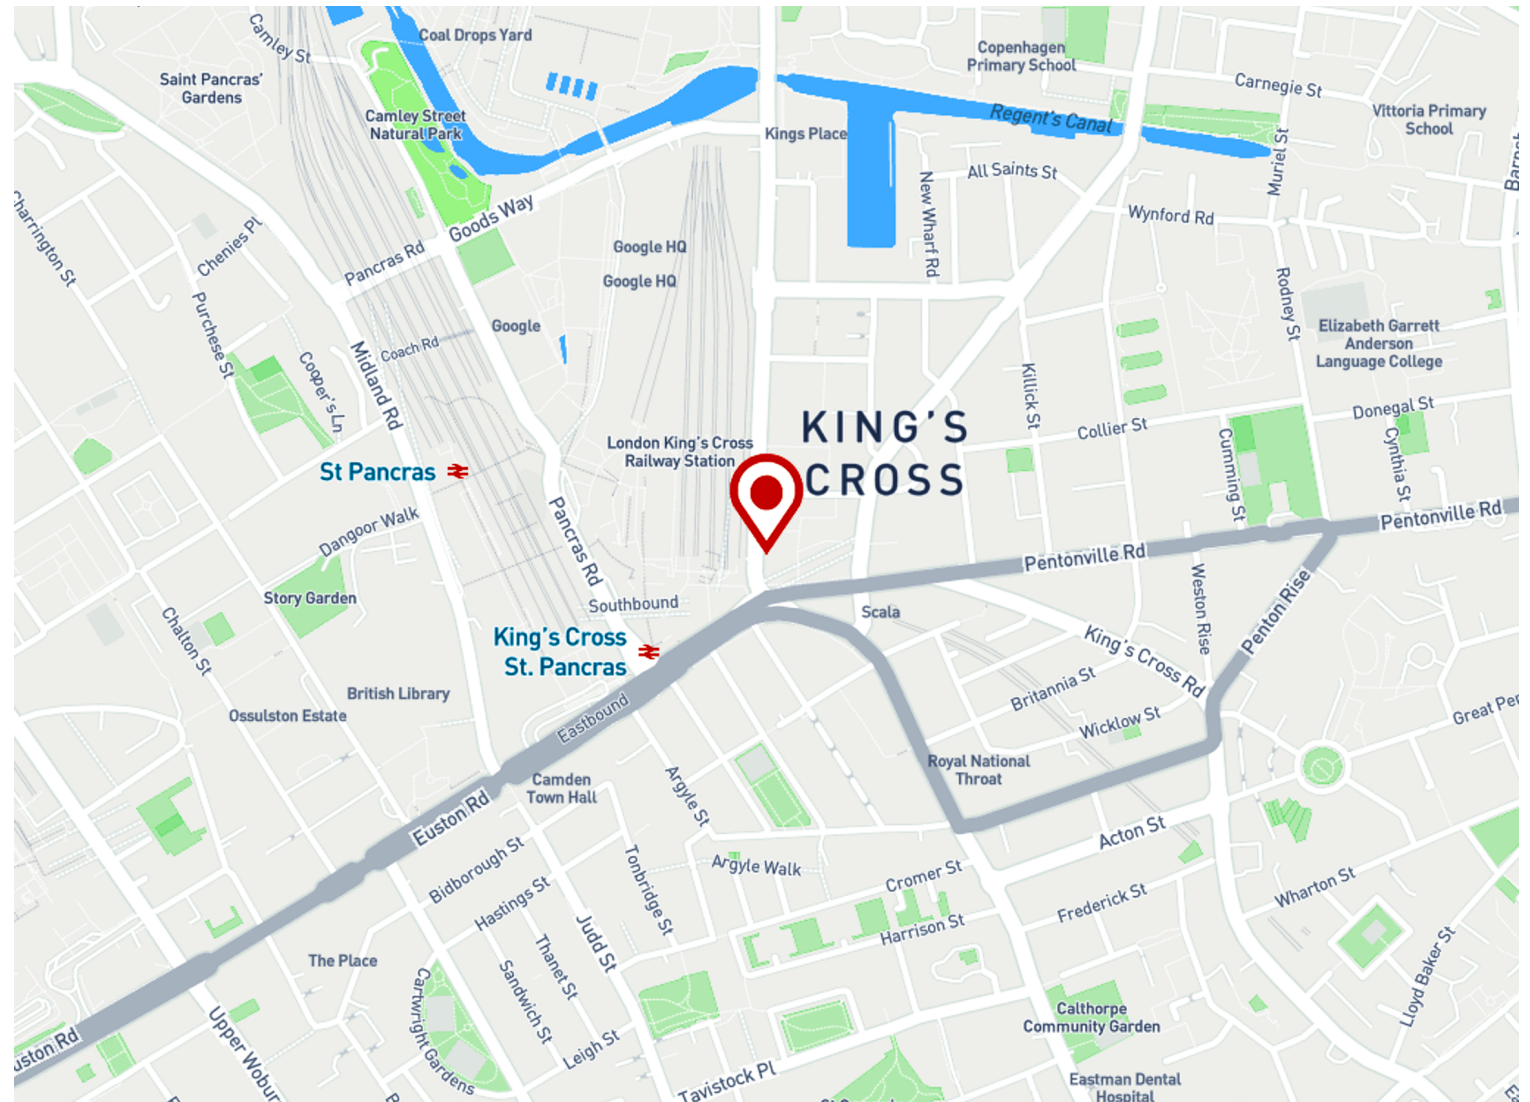 Camley St
Coal Drops Yard
Copenhagen
Primary School
Saint Pancras'
Gardens
Carnegie St
Vittoria Primary
School
Camley Street
Natural Park
Kings Place
Regent's Canal
Muriel St
All Saints St
New Wharf Rd
Wynford Rd
Charrington St
Chenies Pl
Goods Way
Pancras Rd
Google HQ
Google HQ
Google
Purchese St
Cooper's Ln
Midland Rd
Coach Rd
Rodney St
Elizabeth Garrett
Anderson
Language College
Killick St
Collier St
Donegal St
Cumming St
Cynthia St
KING'S
CROSS
London King's Cross
Railway Station
St Pancras
Dangoor Walk
Pancras Rd
Pentonville Rd
Pentonville Rd
Story Garden
Southbound
Scala
Weston Rise
Penton Rise
Chalton St
King's Cross
St. Pancras
King's Cross Rd
British Library
Ossulston Estate
Eastbound
Britannia St
Wicklow St
Great Per
Royal National
Throat
Camden
Town Hall
Argyle St
Euston Rd
Acton St
Bidborough St
Tonbridge St
Argyle Walk
Cromer St
Hastings St
Frederick St
Wharton St
Judd St
Harrison St
Thanet St
Sandwich St
The Place
Cartwright Gardens
Lloyd Baker St
Calthorpe
Community Garden
Upper Wobur
uston Rd
Leigh St
Tavistock Pl
Eastman Dental
Hospital